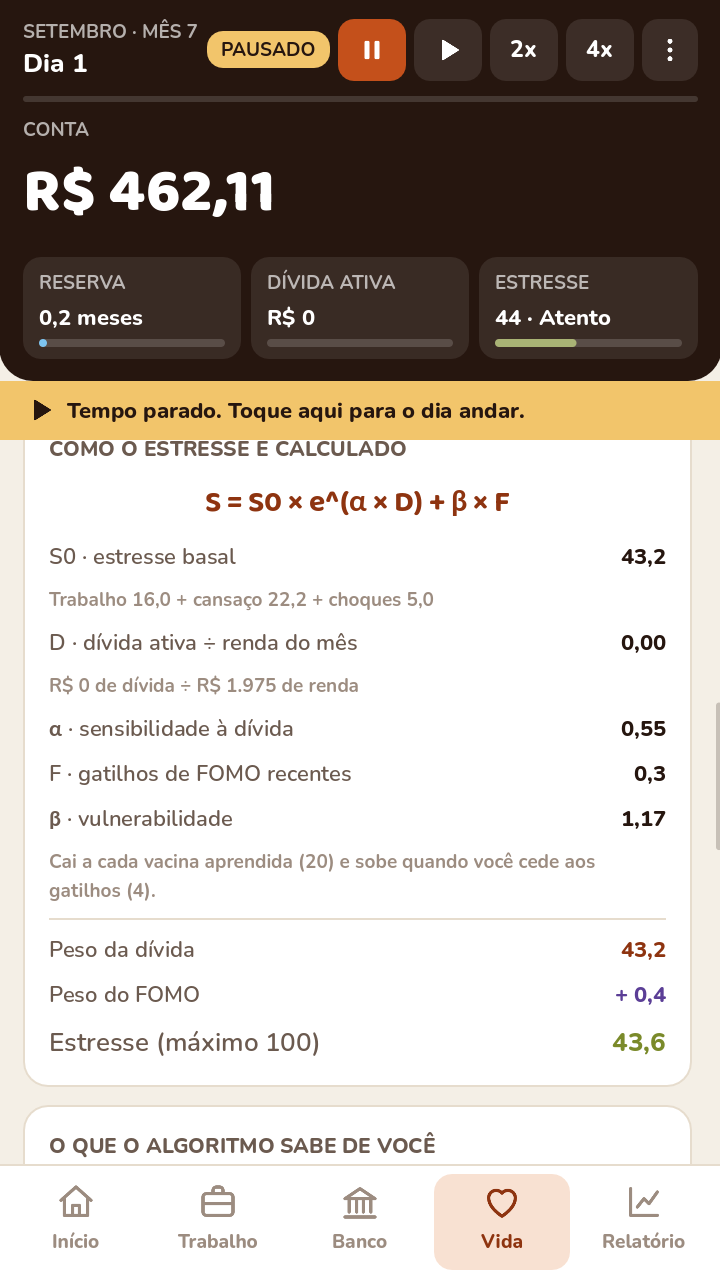 SETEMBRO · MÊS 7
Dia 1
PAUSADO
2x
4x
CONTA
R$ 462,11
RESERVA
0,2 meses
DÍVIDA ATIVA
R$ 0
ESTRESSE
44 · Atento
Tempo parado. Toque aqui para o dia andar.
COMO O ESTRESSE É CALCULADO
S = S0 × e^(α × D) + β × F
S0 · estresse basal
43,2
Trabalho 16,0 + cansaço 22,2 + choques 5,0
D · dívida ativa ÷ renda do mês
0,00
R$ 0 de dívida ÷ R$ 1.975 de renda
α · sensibilidade à dívida
0,55
F · gatilhos de FOMO recentes
0,3
β · vulnerabilidade
1,17
Cai a cada vacina aprendida (20) e sobe quando você cede aos
gatilhos (4).
Peso da dívida
43,2
Peso do FOMO
+ 0,4
Estresse (máximo 100)
43,6
O QUE O ALGORITMO SABE DE VOCÊ
Início
Trabalho
Banco
Vida
Relatório